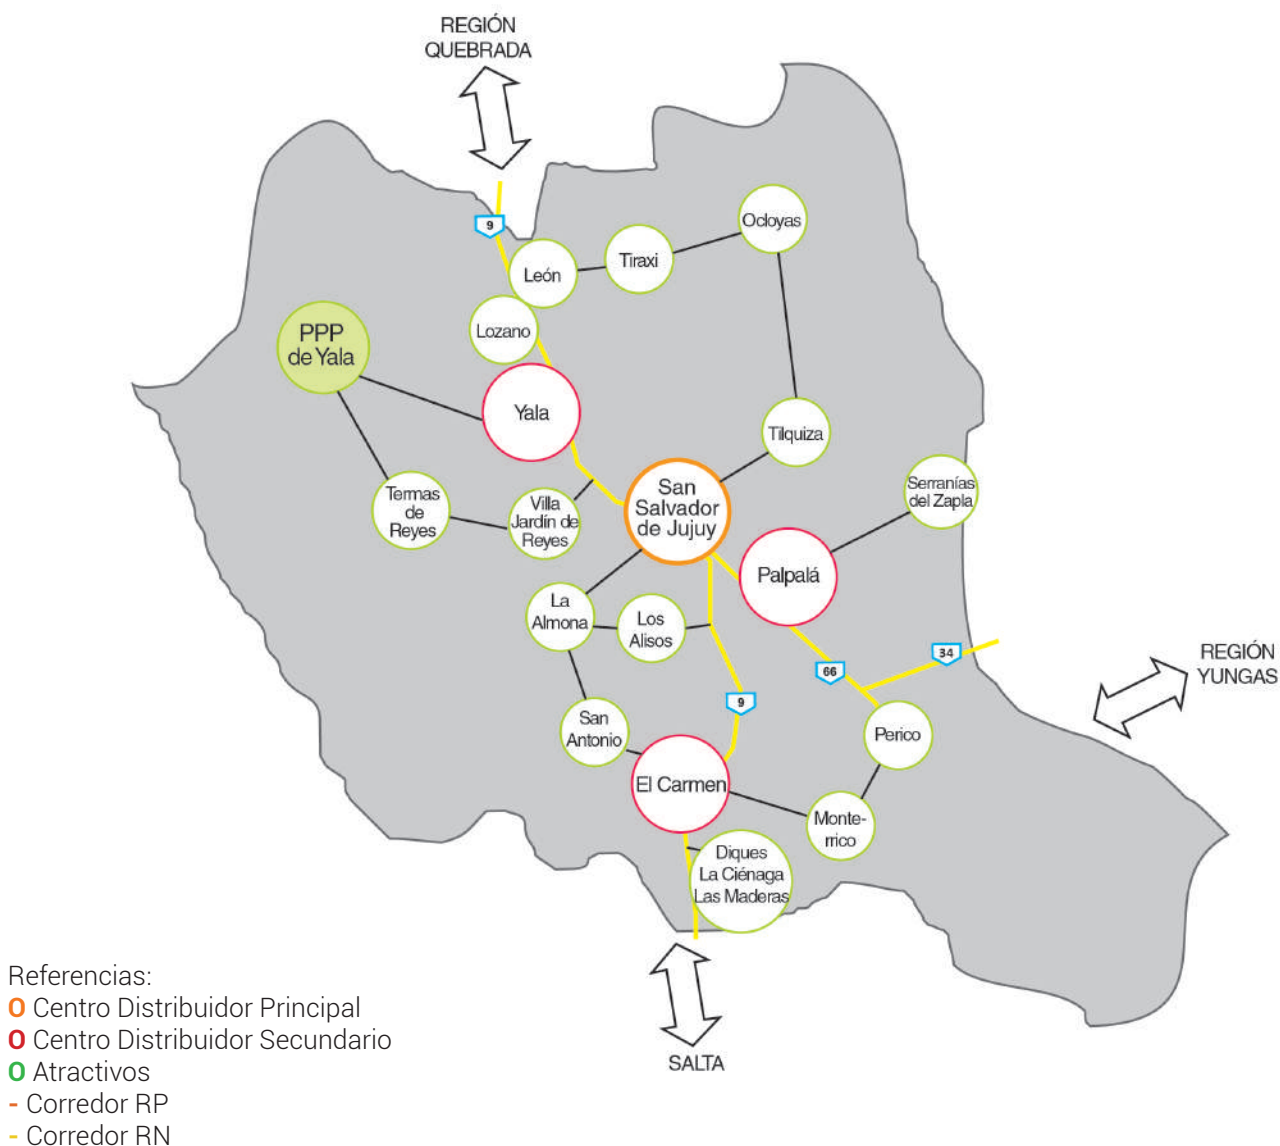 REGIÓN
QUEBRADA
9
Ocloyas
León
Tiraxi
Lozano
PPP
de Yala
Yala
Tilquiza
San
Salvador
de Jujuy
Serranías
del Zapla
Termas
de
Reyes
Villa
Jardín de
Reyes
Palpalá
La
Almona
Los
Alisos
34
66
REGIÓN
YUNGAS
9
San
Antonio
Perico
El Carmen
Monte-
rrico
Diques
La Ciénaga
Las Maderas
SALTA
Referencias:
O Centro Distribuidor Principal
O Centro Distribuidor Secundario
O Atractivos
- Corredor RP
- Corredor RN